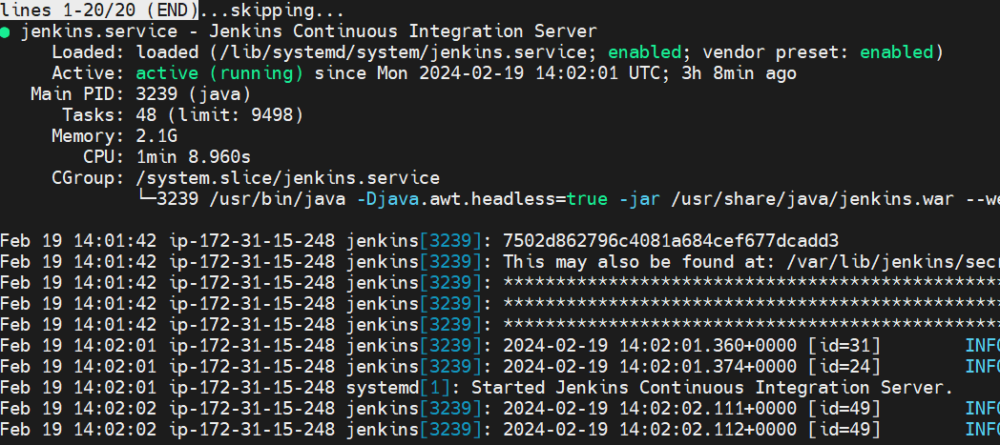 lines 1-20/20 (END)...skipping...
● jenkins.service - Jenkins Continuous Integration Server
Loaded: loaded (/lib/systemd/system/jenkins.service; enabled; vendor preset: enabled)
Active: active (running) since Mon 2024-02-19 14:02:01 UTC; 3h 8min ago
Main PID: 3239 (java)
Tasks: 48 (limit: 9498)
Memory: 2.1G
CPU: 1min 8.960s
CGroup: /system.slice/jenkins.service
└─3239 /usr/bin/java -Djava.awt.headless=true -jar /usr/share/java/jenkins.war --we
Feb 19 14:01:42 ip-172-31-15-248 jenkins[3239]: 7502d862796c4081a684cef677dcadd3
Feb 19 14:01:42 ip-172-31-15-248 jenkins[3239]: This may also be found at: /var/lib/jenkins/secr
Feb 19 14:01:42 ip-172-31-15-248 jenkins[3239]: ************************************************
Feb 19 14:01:42 ip-172-31-15-248 jenkins[3239]: ************************************************
Feb 19 14:01:42 ip-172-31-15-248 jenkins[3239]: ************************************************
Feb 19 14:02:01 ip-172-31-15-248 jenkins[3239]: 2024-02-19 14:02:01.360+0000 [id=31] INFO
Feb 19 14:02:01 ip-172-31-15-248 jenkins[3239]: 2024-02-19 14:02:01.374+0000 [id=24] INFO
Feb 19 14:02:01 ip-172-31-15-248 systemd[1]: Started Jenkins Continuous Integration Server.
Feb 19 14:02:02 ip-172-31-15-248 jenkins[3239]: 2024-02-19 14:02:02.111+0000 [id=49] INFO
Feb 19 14:02:02 ip-172-31-15-248 jenkins[3239]: 2024-02-19 14:02:02.112+0000 [id=49] INFO